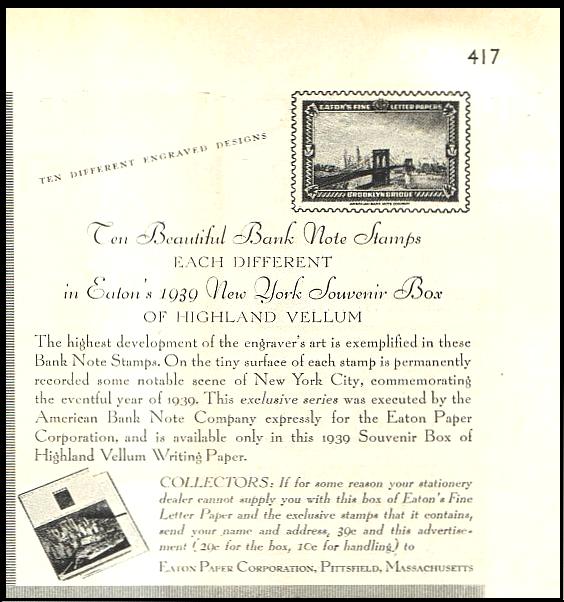 417
EATON'S FINE LETTER PAPERS
BROOKLYN BRIDGE
AMERICAN BANK NOTE COMPANY
TEN DIFFERENT ENGRAVED DESIGNS
Ten Beautiful Bank Note Stamps
EACH DIFFERENT
in Eaton's 1939 New York Souvenir Box
OF HIGHLAND VELLUM
The highest development of the engraver's art is exemplified in these
Bank Note Stamps. On the tiny surface of each stamp is permanently
recorded some notable scene of New York City, commemorating
the eventful year of 1939. This exclusive series was executed by the
American Bank Note Company expressly for the Eaton Paper
Corporation, and is available only in this 1939 Souvenir Box of
Highland Vellum Writing Paper.
COLLECTORS: If for some reason your stationery
dealer cannot supply you with this box of Eaton's Fine
Letter Paper and the exclusive stamps that it contains,
send your name and address, 39c and this advertise-
ment (29c for the box, 10c for handling) to
EATON PAPER CORPORATION, PITTSFIELD, MASSACHUSETTS